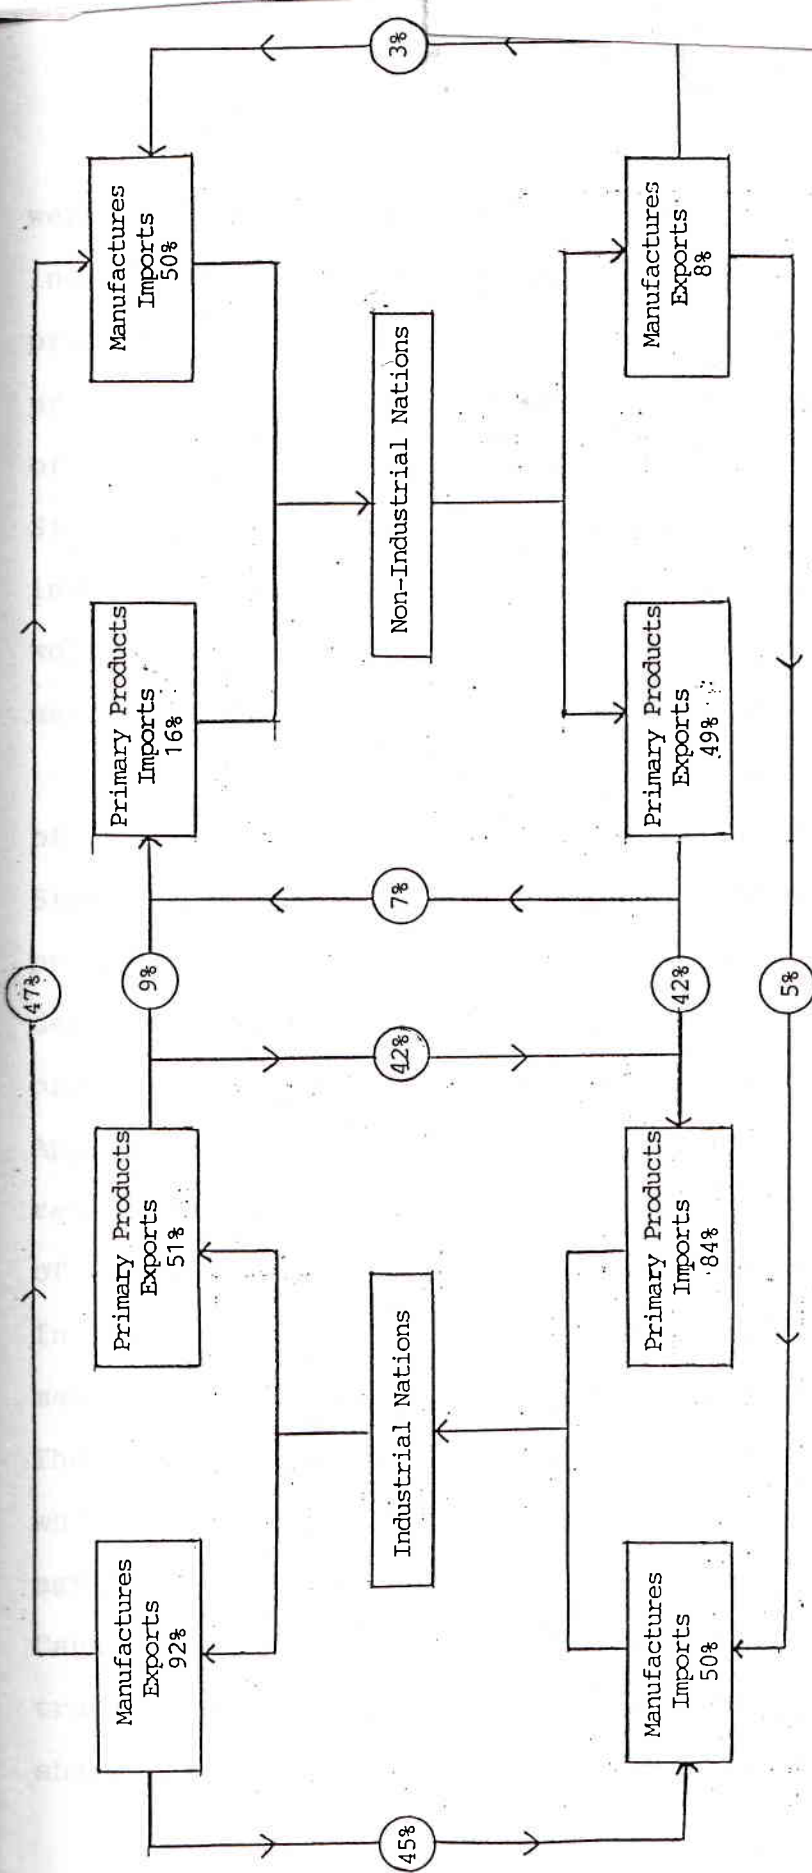 47%
Manufactures
Exports
92%
Primary Products
Exports
51%
9%
Primary Products
Imports
16%
Manufactures
Imports
50%
45%
Industrial Nations
42%
7%
Non-Industrial Nations
3%
Manufactures
Imports
50%
Primary Products
Imports
84%
42%
Primary Products
Exports
49%
Manufactures
Exports
8%
5%